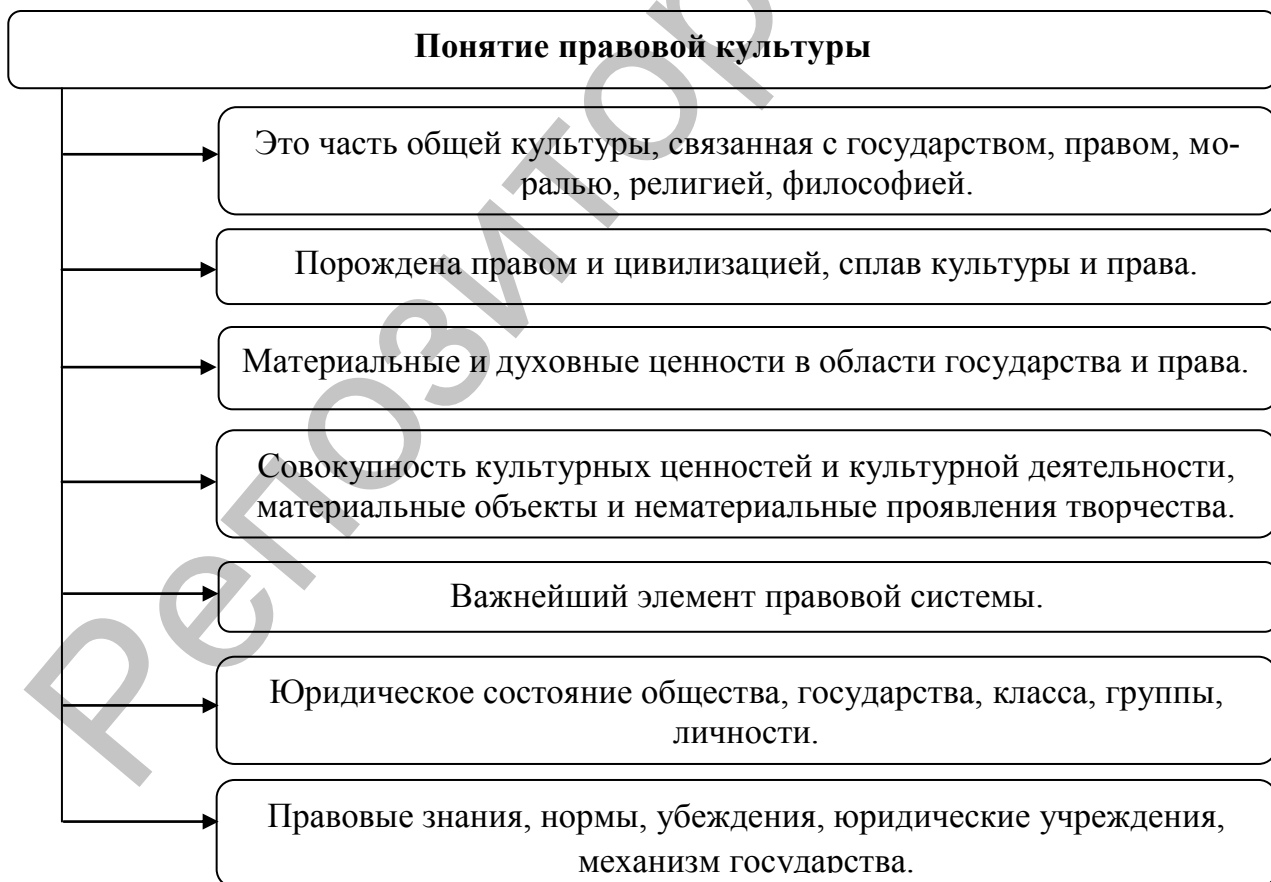 Понятие правовой культуры
Это часть общей культуры, связанная с государством, правом, мо-
ралью, религией, философией.
Порождена правом и цивилизацией, сплав культуры и права.
Материальные и духовные ценности в области государства и права.
Совокупность культурных ценностей и культурной деятельности,
материальные объекты и нематериальные проявления творчества.
Важнейший элемент правовой системы.
Юридическое состояние общества, государства, класса, группы,
личности.
Правовые знания, нормы, убеждения, юридические учреждения,
механизм государства.
Репозитор